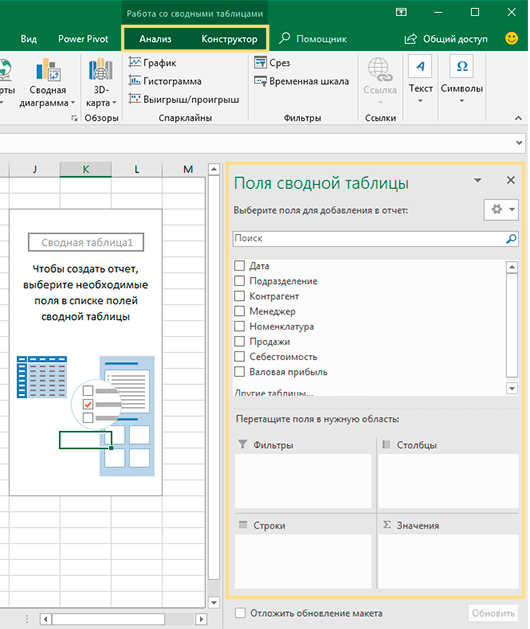 Работа со сводными таблицами
Вид Power Pivot Анализ Конструктор Помощник Общий доступ
График Срез
Сводная 3D- Гистограмма Временная шкала Ссылка Текст Символы
диаграмма карта Выигрыш/проигрыш
Обзоры Спарклайны Фильтры Ссылки
J K L M
Поля сводной таблицы
Выберите поля для добавления в отчет:
Поиск
Сводная таблица1
Чтобы создать отчет,
выберите необходимые
поля в списке полей
сводной таблицы
Дата
Подразделение
Контрагент
Менеджер
Номенклатура
Продажи
Себестоимость
Валовая прибыль
Другие таблицы...
Перетащите поля в нужную область:
Фильтры Столбцы
Строки Σ Значения
Отложить обновление макета Обновить